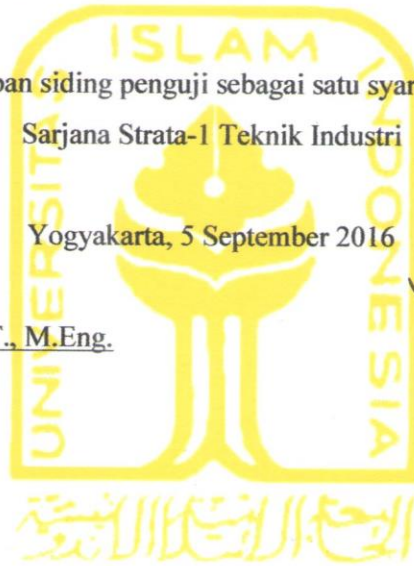 ISLAM
UNIVERSITAS
INDONESIA
pan siding penguji sebagai satu syar
Sarjana Strata-1 Teknik Industri
Yogyakarta, 5 September 2016
T., M.Eng.